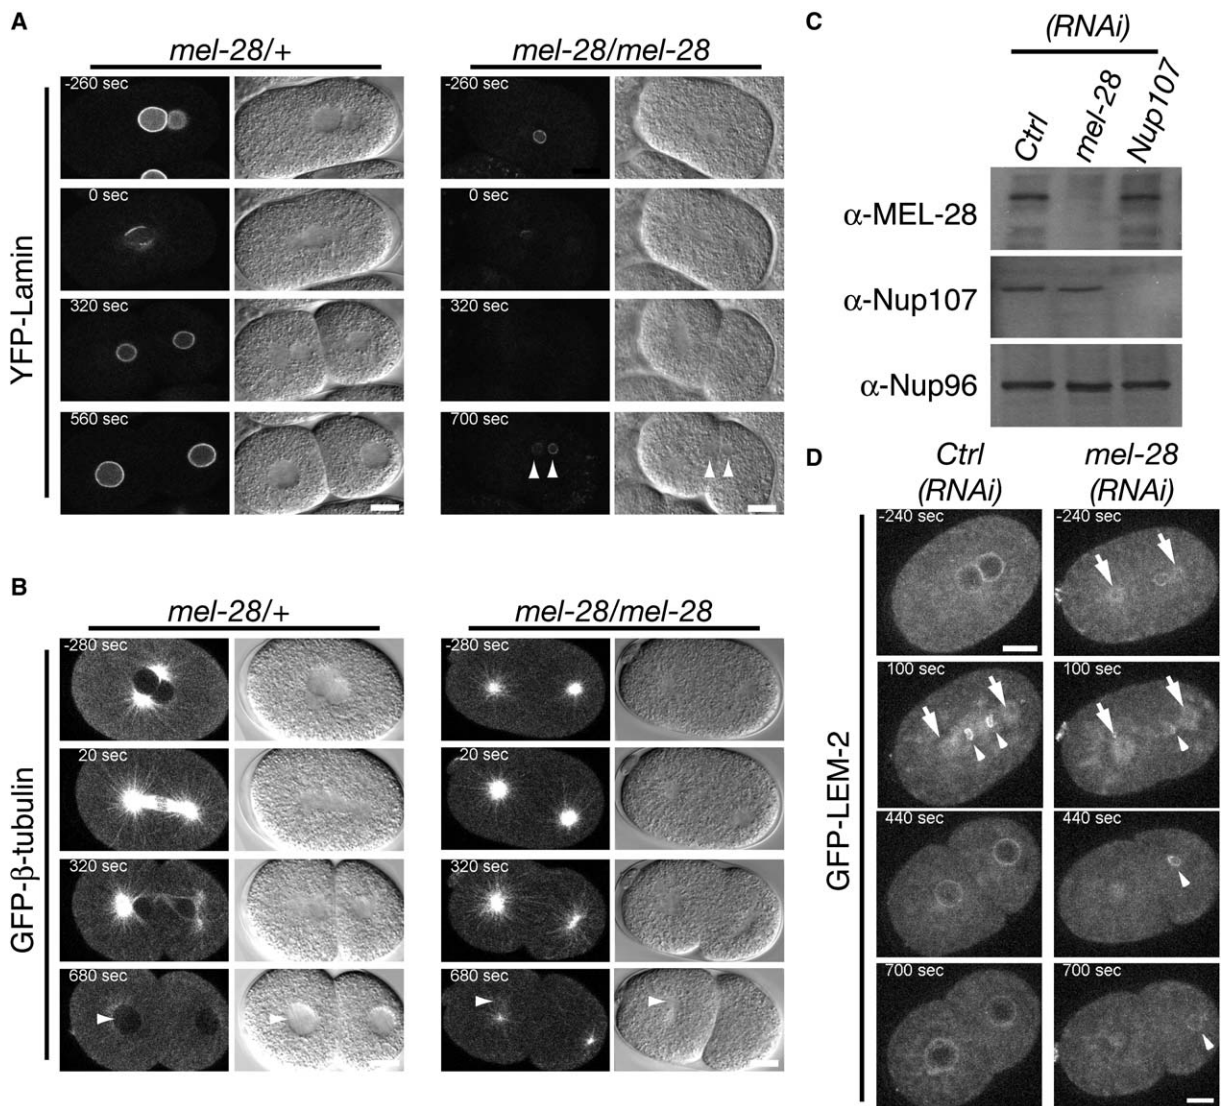 A
mel-28/+
mel-28/mel-28
YFP-Lamin
-260 sec
-260 sec
0 sec
0 sec
320 sec
320 sec
560 sec
700 sec
B
mel-28/+
mel-28/mel-28
GFP-β-tubulin
-280 sec
-280 sec
20 sec
20 sec
320 sec
320 sec
680 sec
680 sec
C
(RNAi)
Ctrl
mel-28
Nup107
α-MEL-28
α-Nup107
α-Nup96
D
Ctrl
(RNAi)
mel-28
(RNAi)
GFP-LEM-2
-240 sec
-240 sec
100 sec
100 sec
440 sec
440 sec
700 sec
700 sec